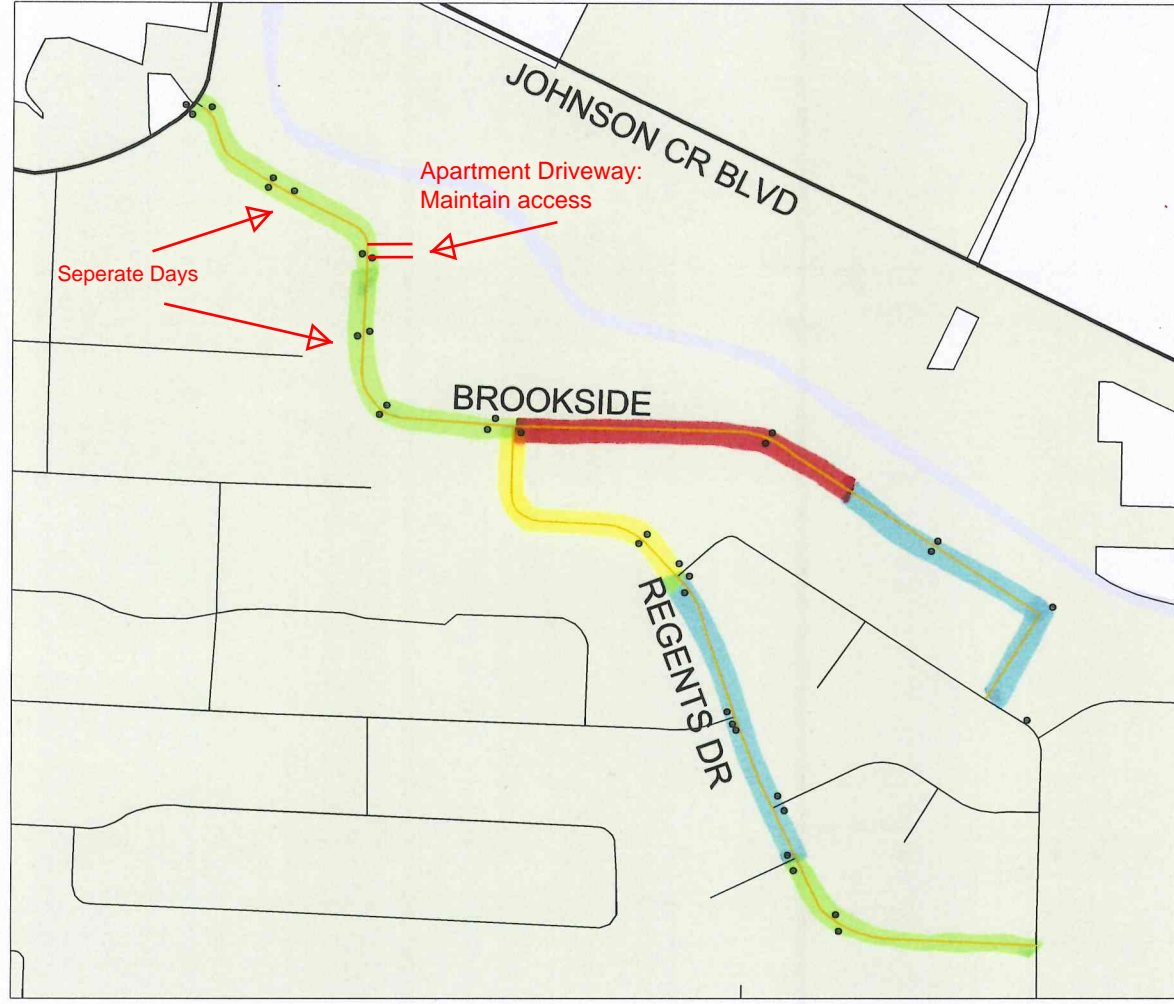 JOHNSON CR BLVD
Apartment Driveway:
Maintain access
Seperate Days
BROOKSIDE
REGENTS DR